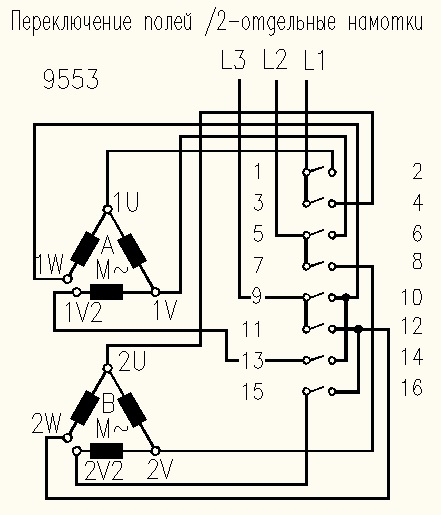 Переключение полей /2-отдельные намотки
L3 L2 L1
9553
1 2
3 4
1U
5 6
A
1W M~ 7 8
1V2 1V 9 10
11 12
2U 13 14
15 16
B
2W M~
2V2 2V